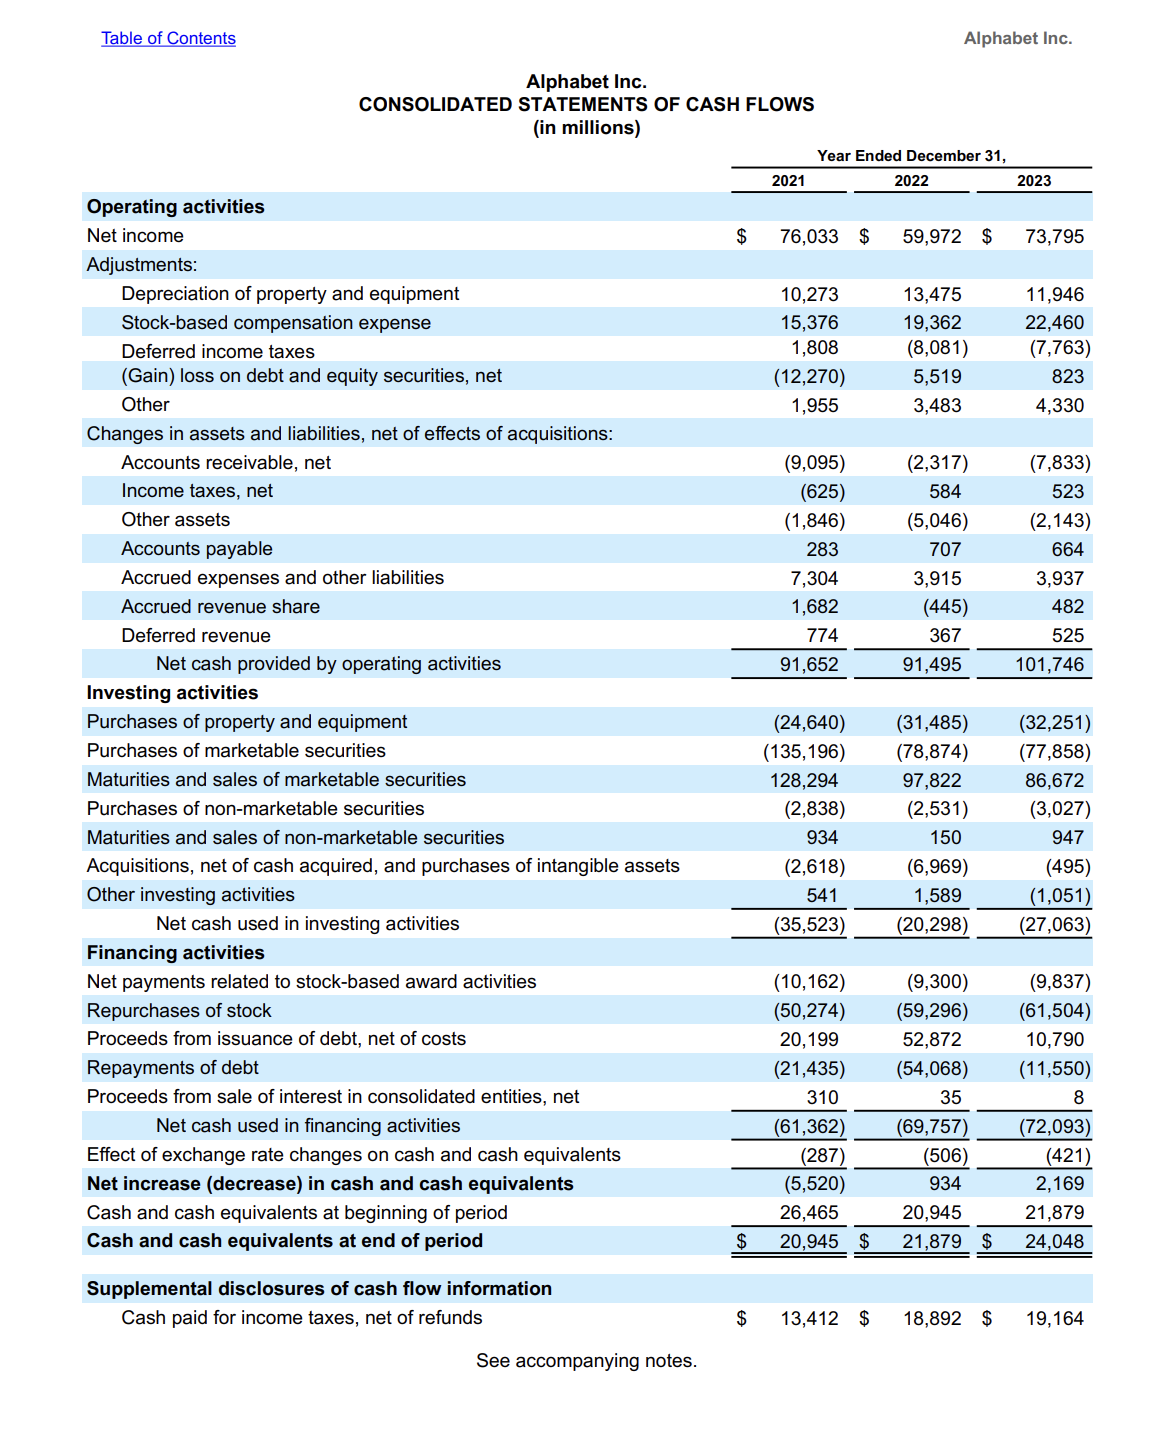 Table of Contents Alphabet Inc.
Alphabet Inc.
CONSOLIDATED STATEMENTS OF CASH FLOWS
(in millions)
Year Ended December 31,
2021 2022 2023
Operating activities
Net income $ 76,033 $ 59,972 $ 73,795
Adjustments:
Depreciation of property and equipment 10,273 13,475 11,946
Stock-based compensation expense 15,376 19,362 22,460
Deferred income taxes 1,808 (8,081) (7,763)
(Gain) loss on debt and equity securities, net (12,270) 5,519 823
Other 1,955 3,483 4,330
Changes in assets and liabilities, net of effects of acquisitions:
Accounts receivable, net (9,095) (2,317) (7,833)
Income taxes, net (625) 584 523
Other assets (1,846) (5,046) (2,143)
Accounts payable 283 707 664
Accrued expenses and other liabilities 7,304 3,915 3,937
Accrued revenue share 1,682 (445) 482
Deferred revenue 774 367 525
Net cash provided by operating activities 91,652 91,495 101,746
Investing activities
Purchases of property and equipment (24,640) (31,485) (32,251)
Purchases of marketable securities (135,196) (78,874) (77,858)
Maturities and sales of marketable securities 128,294 97,822 86,672
Purchases of non-marketable securities (2,838) (2,531) (3,027)
Maturities and sales of non-marketable securities 934 150 947
Acquisitions, net of cash acquired, and purchases of intangible assets (2,618) (6,969) (495)
Other investing activities 541 1,589 (1,051)
Net cash used in investing activities (35,523) (20,298) (27,063)
Financing activities
Net payments related to stock-based award activities (10,162) (9,300) (9,837)
Repurchases of stock (50,274) (59,296) (61,504)
Proceeds from issuance of debt, net of costs 20,199 52,872 10,790
Repayments of debt (21,435) (54,068) (11,550)
Proceeds from sale of interest in consolidated entities, net 310 35 8
Net cash used in financing activities (61,362) (69,757) (72,093)
Effect of exchange rate changes on cash and cash equivalents (287) (506) (421)
Net increase (decrease) in cash and cash equivalents (5,520) 934 2,169
Cash and cash equivalents at beginning of period 26,465 20,945 21,879
Cash and cash equivalents at end of period $ 20,945 $ 21,879 $ 24,048
Supplemental disclosures of cash flow information
Cash paid for income taxes, net of refunds $ 13,412 $ 18,892 $ 19,164
See accompanying notes.